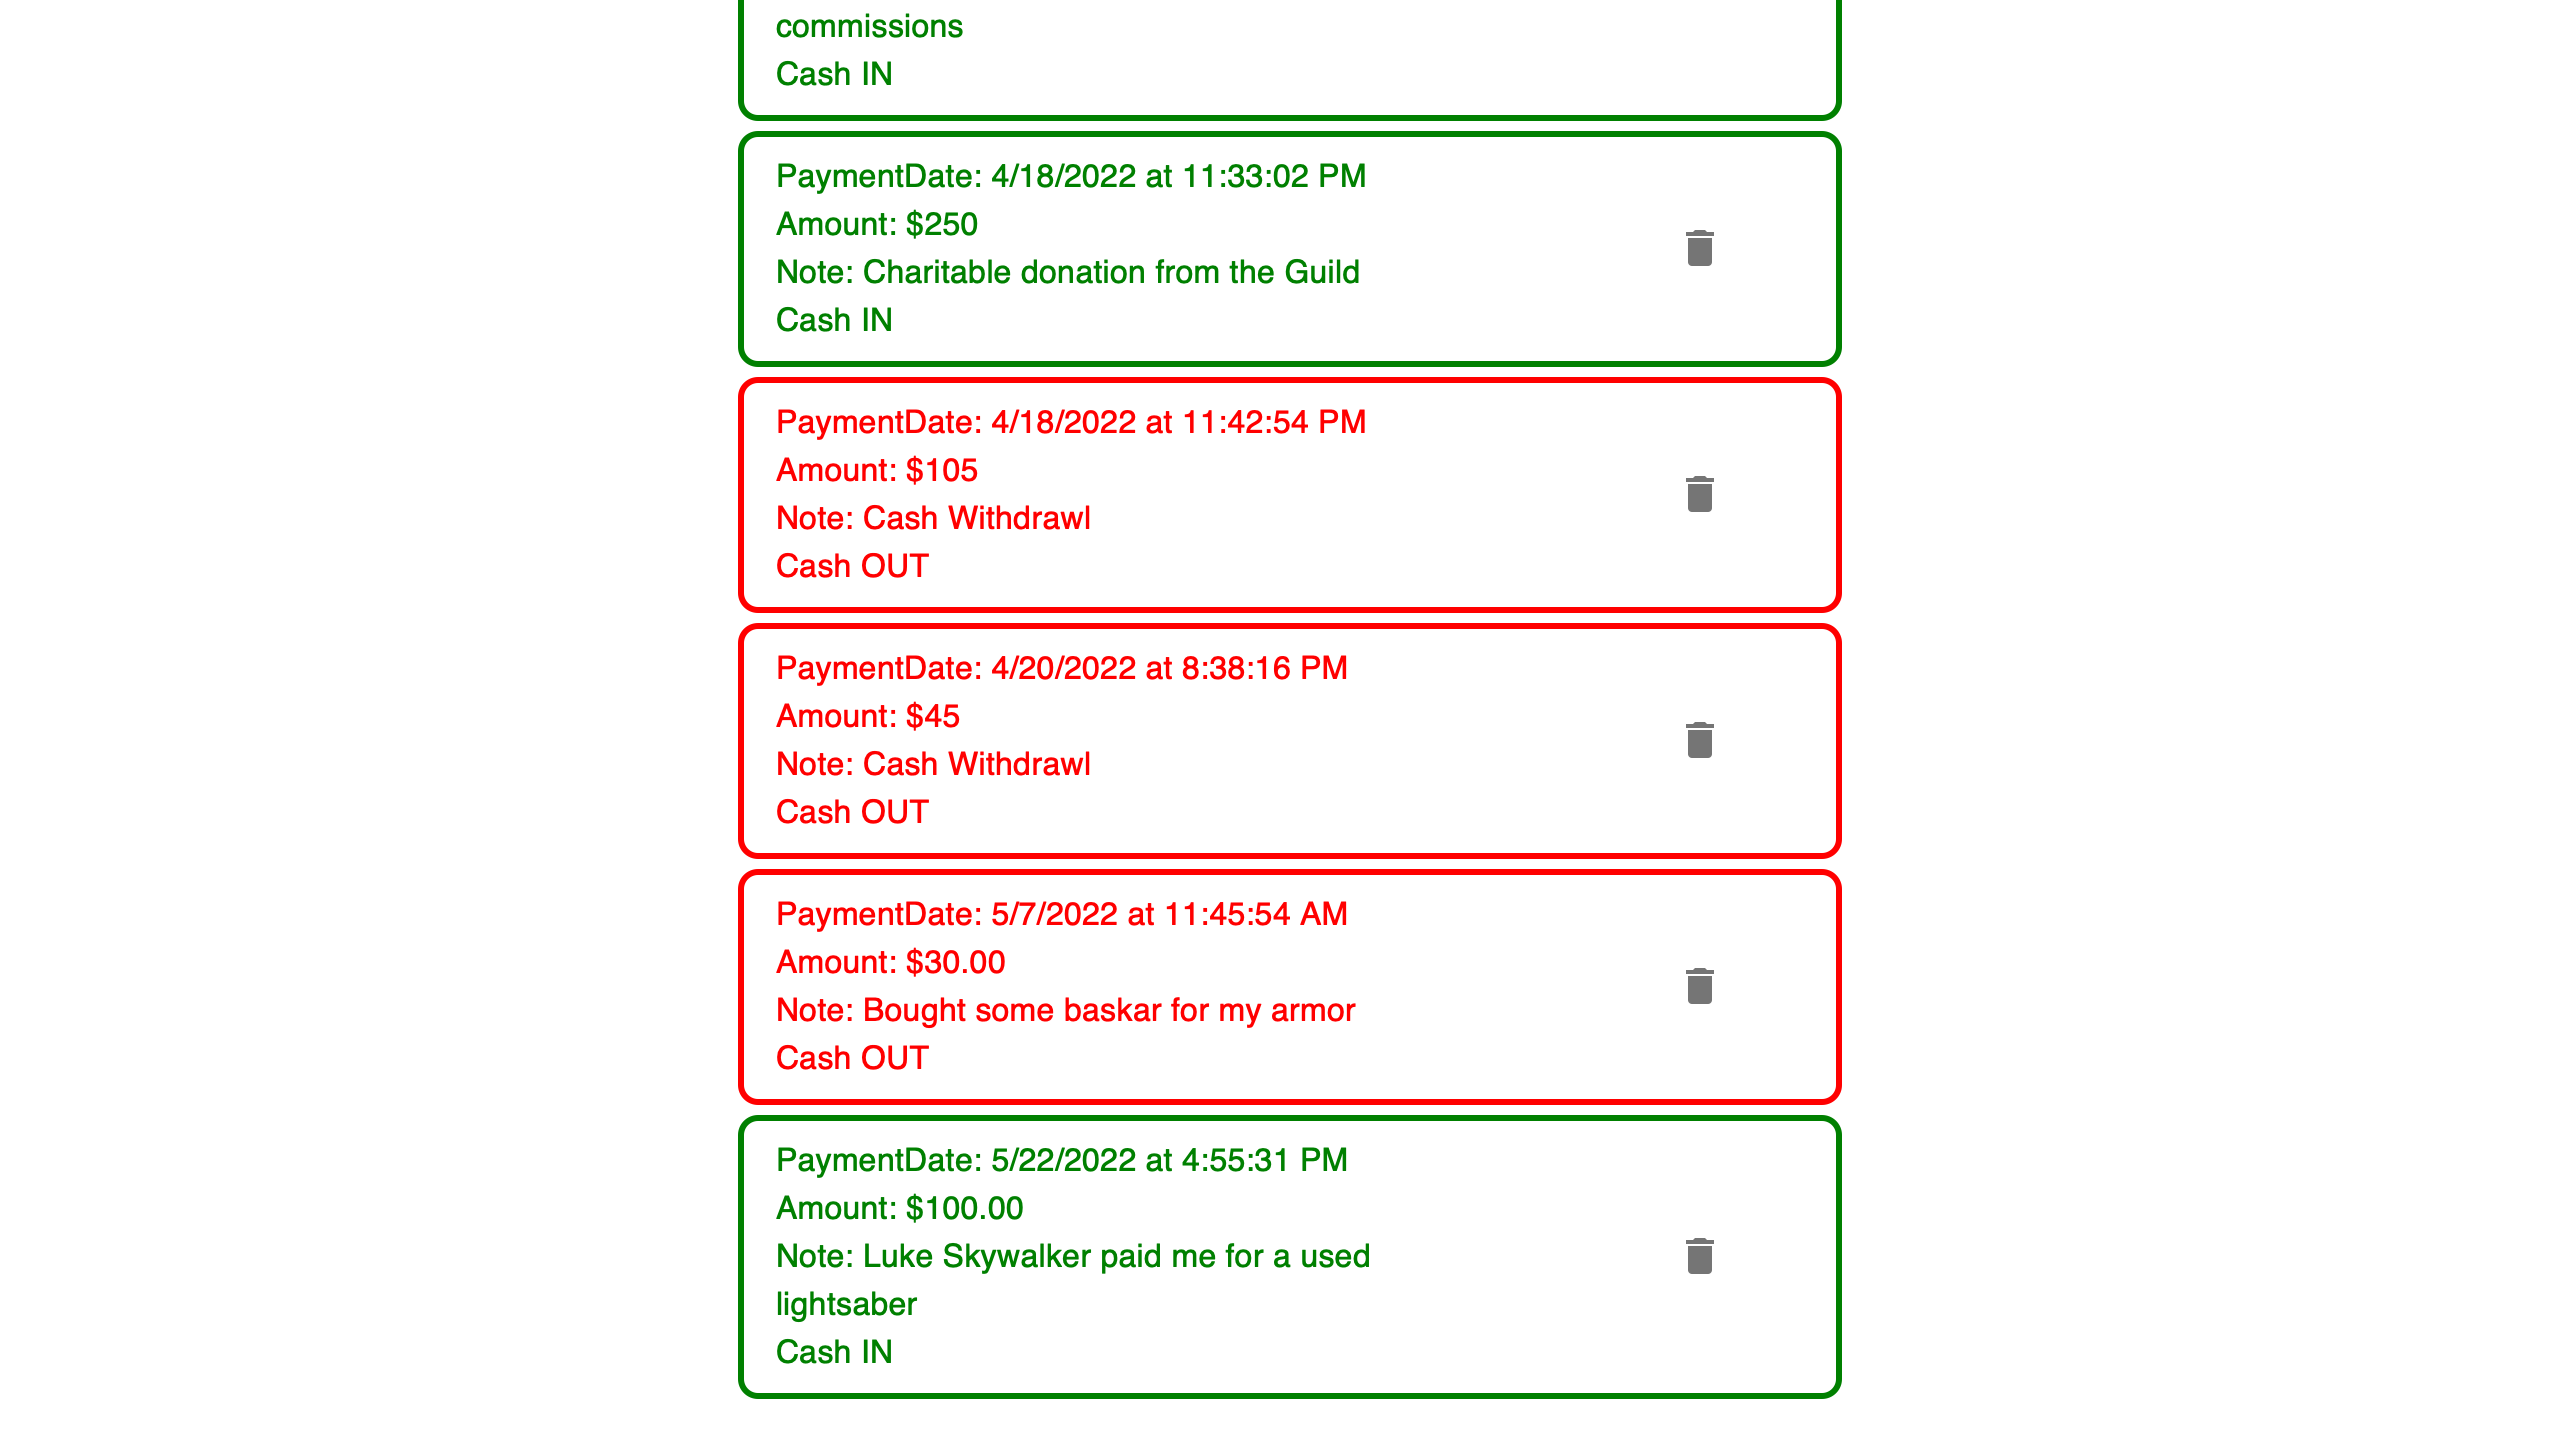 commissions
Cash IN
PaymentDate: 4/18/2022 at 11:33:02 PM
Amount: $250
Note: Charitable donation from the Guild
Cash IN
PaymentDate: 4/18/2022 at 11:42:54 PM
Amount: $105
Note: Cash Withdrawl
Cash OUT
PaymentDate: 4/20/2022 at 8:38:16 PM
Amount: $45
Note: Cash Withdrawl
Cash OUT
PaymentDate: 5/7/2022 at 11:45:54 AM
Amount: $30.00
Note: Bought some baskar for my armor
Cash OUT
PaymentDate: 5/22/2022 at 4:55:31 PM
Amount: $100.00
Note: Luke Skywalker paid me for a used
lightsaber
Cash IN